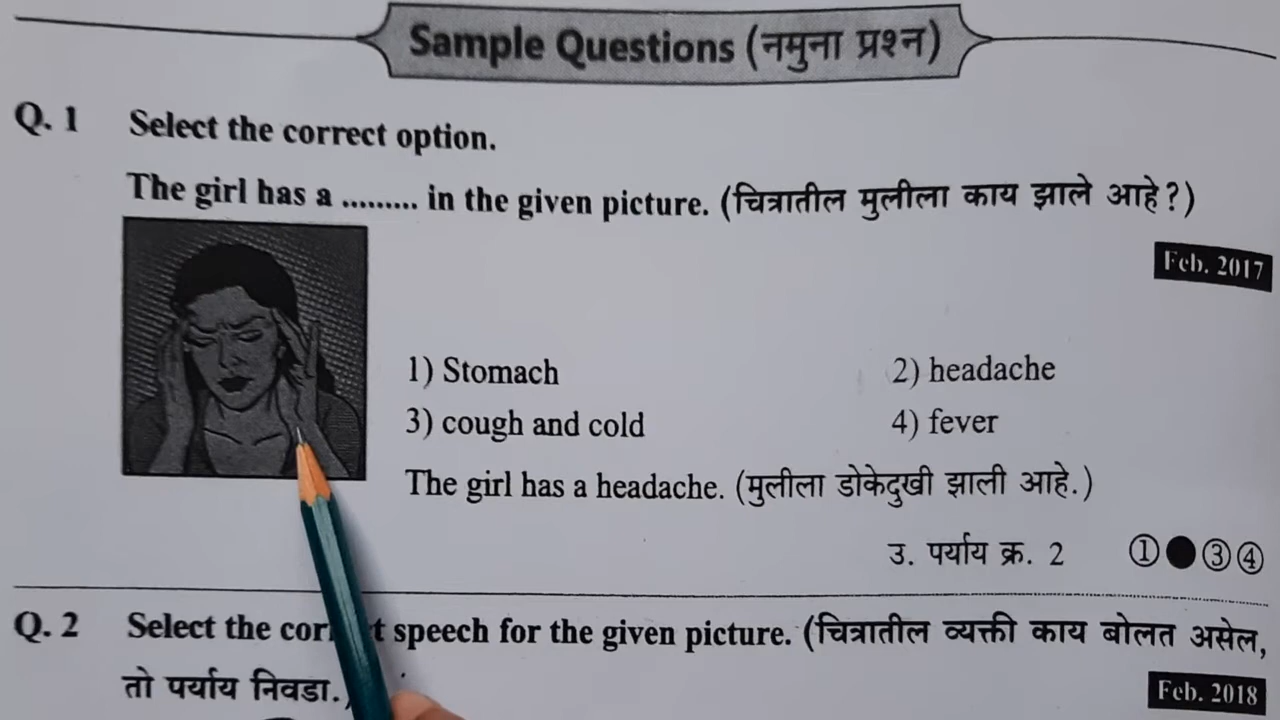 Sample Questions (नमुना प्रश्न)
Q. 1 Select the correct option.
The girl has a ......... in the given picture. (चित्रातील मुलीला काय झाले आहे?)
Feb. 2017
1) Stomach 2) headache
3) cough and cold 4) fever
The girl has a headache. (मुलीला डोकेदुखी झाली आहे.)
उ. पर्याय क्र. 2 ① ● ③ ④
Q. 2 Select the correct speech for the given picture. (चित्रातील व्यक्ती काय बोलत असेल,
तो पर्याय निवडा.)
Feb. 2018